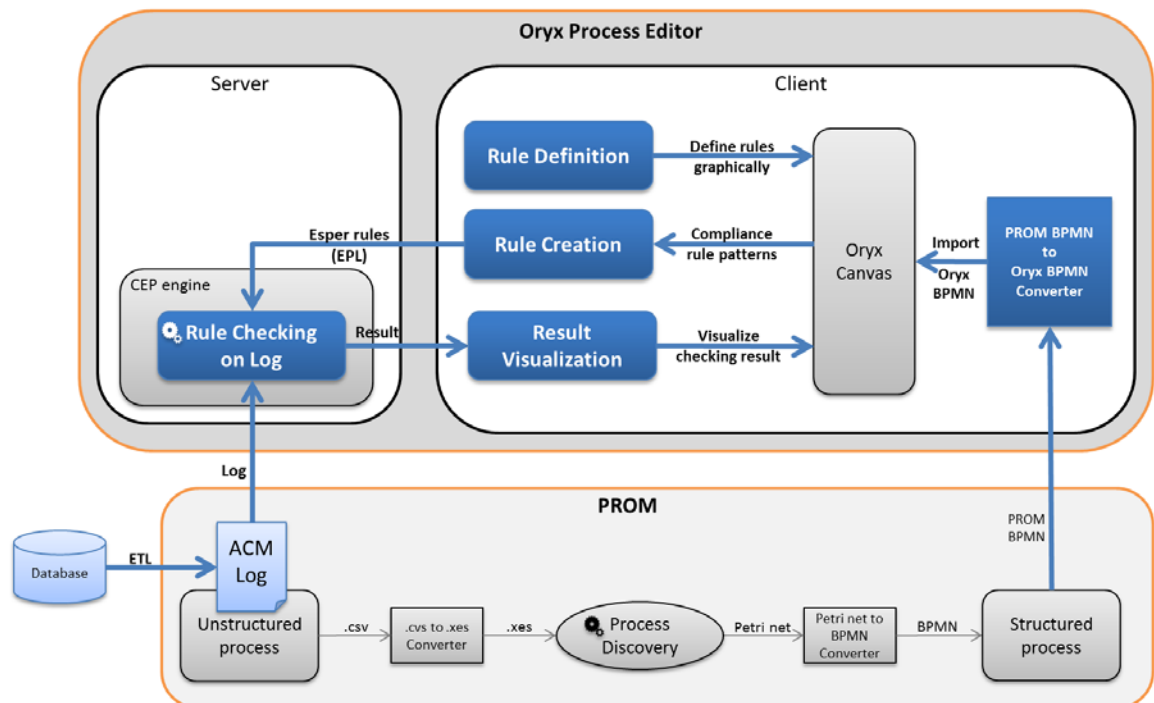 Oryx Process Editor
Server
Client
Rule Definition
Define rules
graphically
Esper rules
(EPL)
Rule Creation
Compliance
rule patterns
Oryx
Canvas
Import
Oryx
BPMN
PROM BPMN
to
Oryx BPMN
Converter
CEP engine
Rule Checking
on Log
Result
Result
Visualization
Visualize
checking result
Log
PROM
PROM
BPMN
Database
ETL
ACM
Log
Unstructured
process
.csv
.cvs to .xes
Converter
.xes
Process
Discovery
Petri net
Petri net to
BPMN
Converter
BPMN
Structured
process